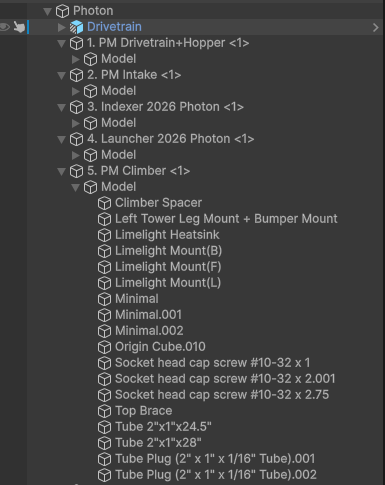 Photon
Drivetrain
1. PM Drivetrain+Hopper <1>
Model
2. PM Intake <1>
Model
3. Indexer 2026 Photon <1>
Model
4. Launcher 2026 Photon <1>
Model
5. PM Climber <1>
Model
Climber Spacer
Left Tower Leg Mount + Bumper Mount
Limelight Heatsink
Limelight Mount(B)
Limelight Mount(F)
Limelight Mount(L)
Minimal
Minimal.001
Minimal.002
Origin Cube.010
Socket head cap screw #10-32 x 1
Socket head cap screw #10-32 x 2.001
Socket head cap screw #10-32 x 2.75
Top Brace
Tube 2"x1"x24.5"
Tube 2"x1"x28"
Tube Plug (2" x 1" x 1/16" Tube).001
Tube Plug (2" x 1" x 1/16" Tube).002